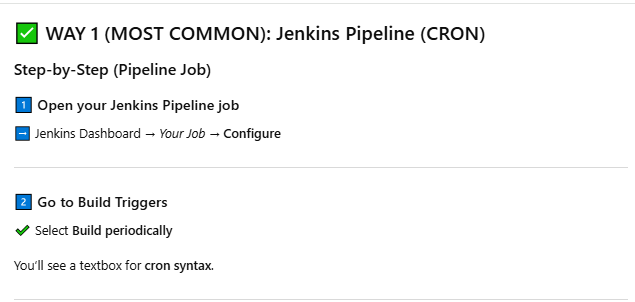 ✅ WAY 1 (MOST COMMON): Jenkins Pipeline (CRON)
Step-by-Step (Pipeline Job)
1️⃣ Open your Jenkins Pipeline job
➡️ Jenkins Dashboard → Your Job → Configure
2️⃣ Go to Build Triggers
✔️ Select Build periodically
You'll see a textbox for cron syntax.